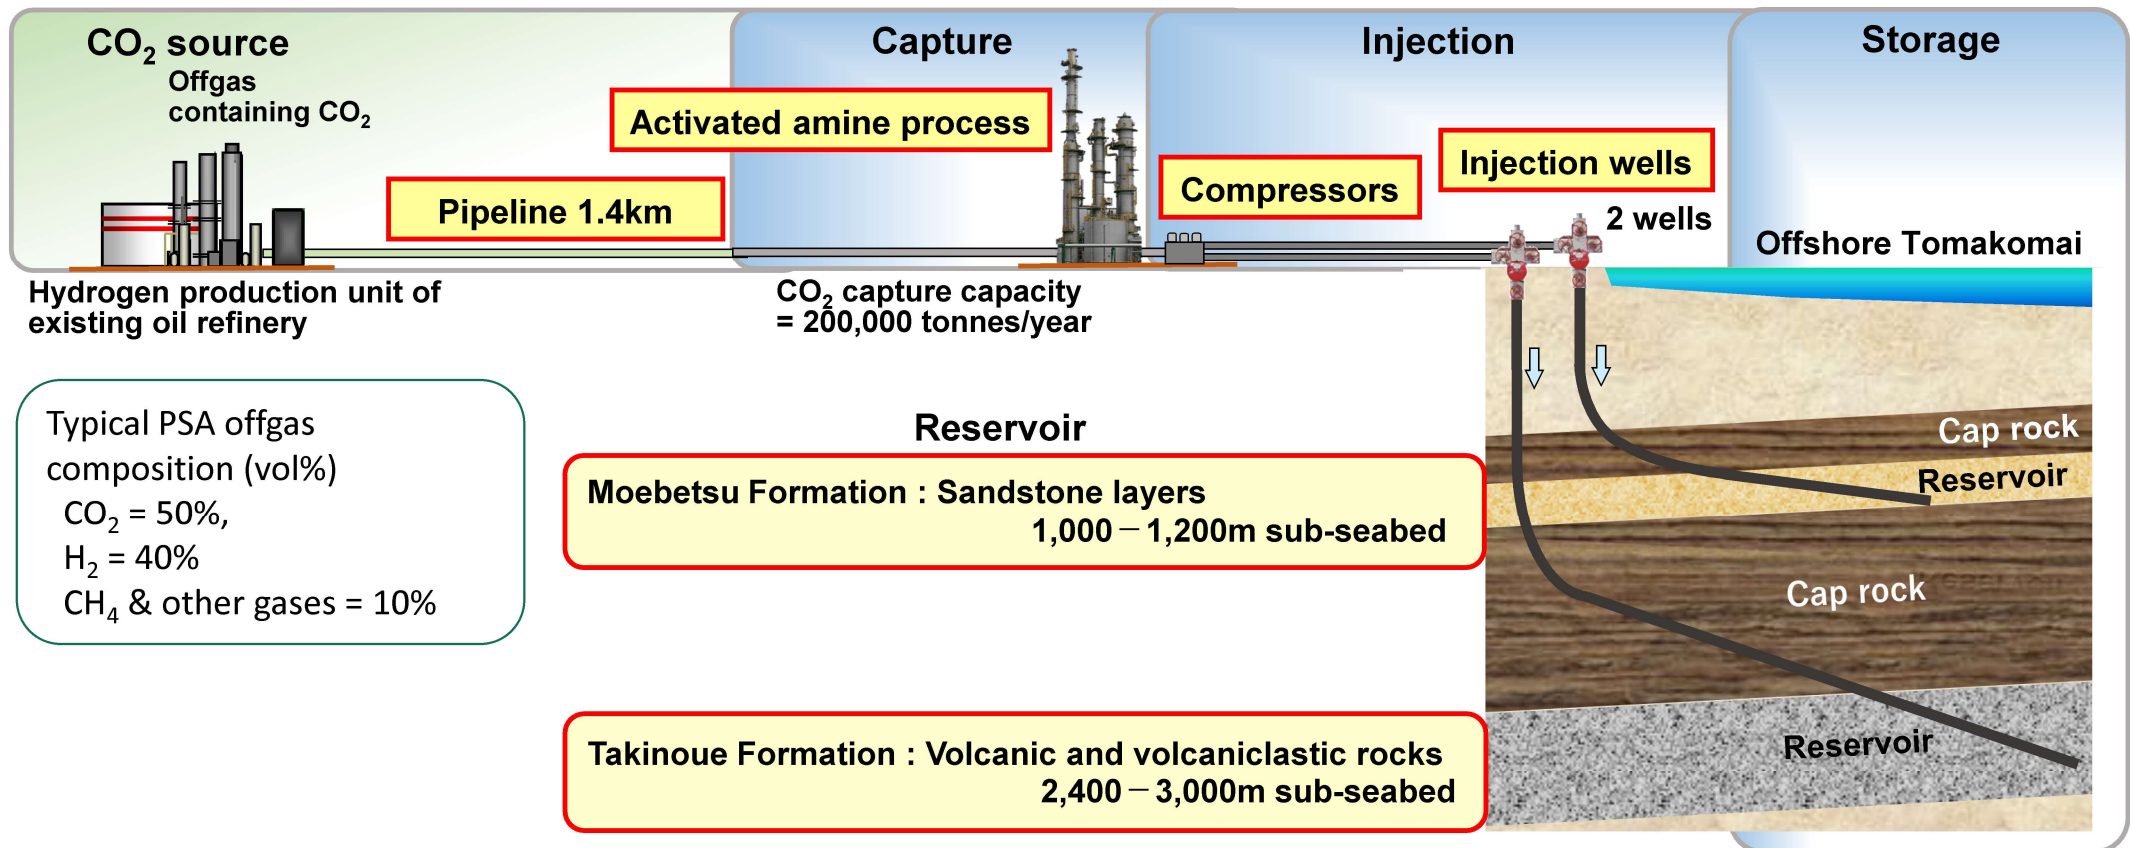 CO₂ source
Offgas
containing CO₂
Capture
Injection
Storage
Activated amine process
Pipeline 1.4km
Compressors
Injection wells
2 wells
Offshore Tomakomai
Hydrogen production unit of
existing oil refinery
CO₂ capture capacity
= 200,000 tonnes/year
Typical PSA offgas
composition (vol%)
CO₂ = 50%,
H₂ = 40%
CH₄ & other gases = 10%
Reservoir
Moebetsu Formation : Sandstone layers
1,000－1,200m sub-seabed
Takinoue Formation : Volcanic and volcaniclastic rocks
2,400－3,000m sub-seabed
Cap rock
Reservoir
Cap rock
Reservoir